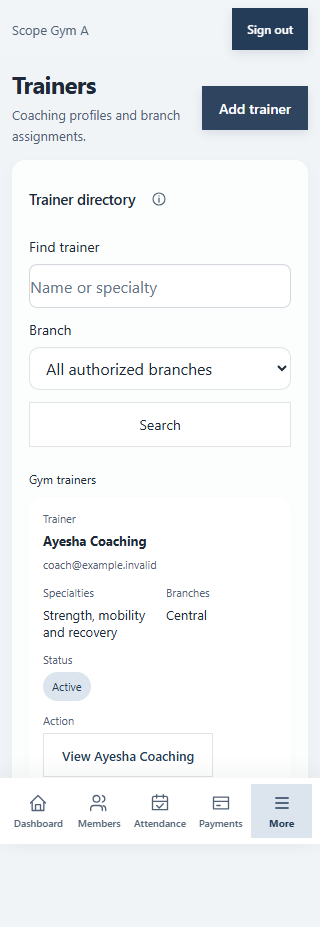 Scope Gym A
Sign out
Trainers
Add trainer
Coaching profiles and branch
assignments.
Trainer directory
Find trainer
Name or specialty
Branch
All authorized branches
Search
Gym trainers
Trainer
Ayesha Coaching
coach@example.invalid
Specialties
Branches
Strength, mobility
and recovery
Central
Status
Active
Action
View Ayesha Coaching
Dashboard
Members
Attendance
Payments
More